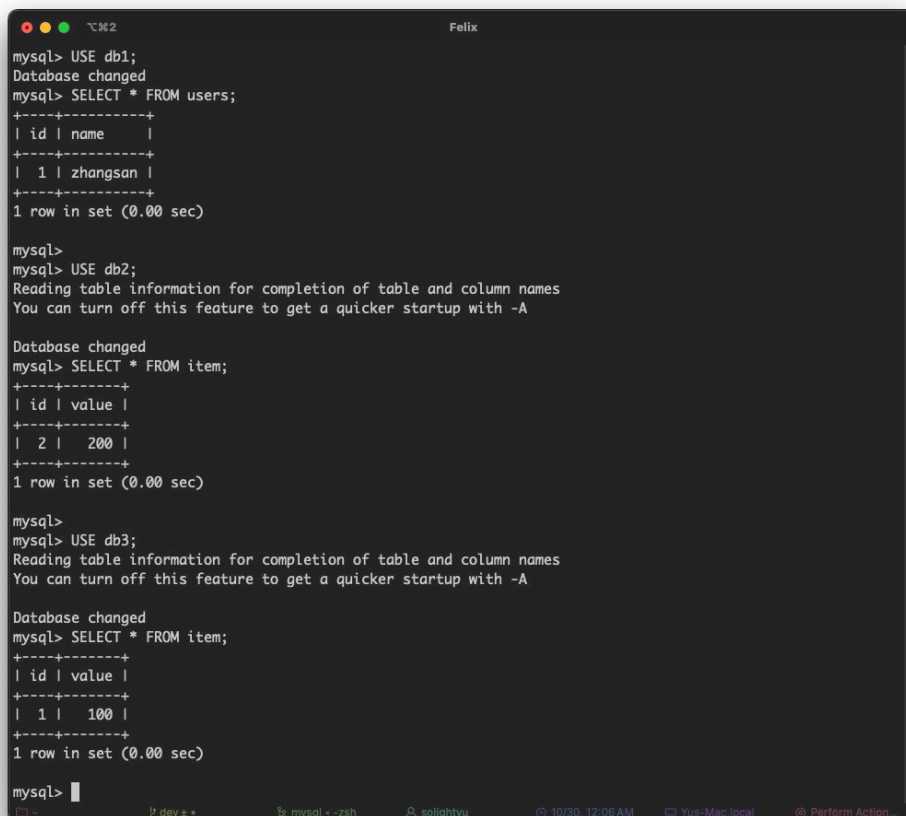 ⌥⌘2 Felix
mysql> USE db1;
Database changed
mysql> SELECT * FROM users;
+----+----------+
| id | name     |
+----+----------+
|  1 | zhangsan |
+----+----------+
1 row in set (0.00 sec)
mysql>
mysql> USE db2;
Reading table information for completion of table and column names
You can turn off this feature to get a quicker startup with -A
Database changed
mysql> SELECT * FROM item;
+----+-------+
| id | value |
+----+-------+
|  2 |   200 |
+----+-------+
1 row in set (0.00 sec)
mysql>
mysql> USE db3;
Reading table information for completion of table and column names
You can turn off this feature to get a quicker startup with -A
Database changed
mysql> SELECT * FROM item;
+----+-------+
| id | value |
+----+-------+
|  1 |   100 |
+----+-------+
1 row in set (0.00 sec)
mysql>
~ dev ± • mysql • -zsh solightyu 10/30, 12:06 AM Yus-Mac.local Perform Action...